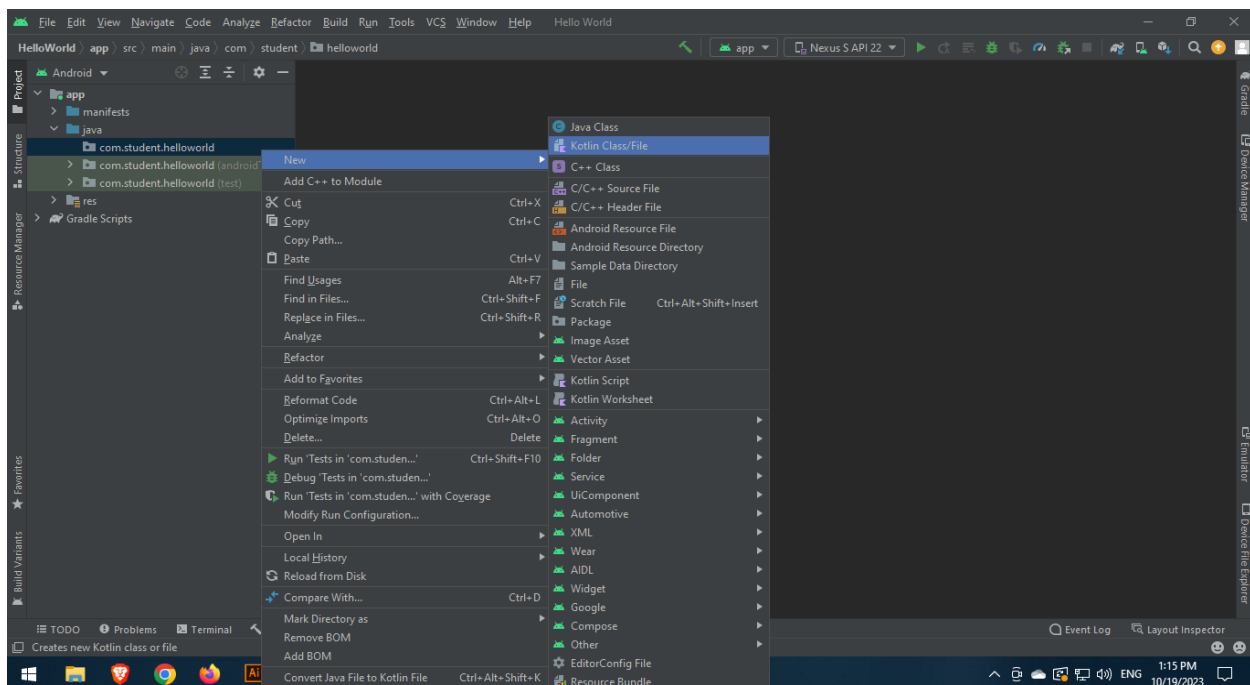 File Edit View Navigate Code Analyze Refactor Build Run Tools VCS Window Help Hello World
HelloWorld app src main java com student helloworld
app
Nexus S API 22
Project
Structure
Resource Manager
Favorites
Build Variants
Android
app
manifests
java
com.student.helloworld
com.student.helloworld (android
com.student.helloworld (test)
res
Gradle Scripts
New
Add C++ to Module
Cut Ctrl+X
Copy Ctrl+C
Copy Path...
Paste Ctrl+V
Find Usages Alt+F7
Find in Files... Ctrl+Shift+F
Replace in Files... Ctrl+Shift+R
Analyze
Refactor
Add to Favorites
Reformat Code Ctrl+Alt+L
Optimize Imports Ctrl+Alt+O
Delete... Delete
Run 'Tests in 'com.studen...' Ctrl+Shift+F10
Debug 'Tests in 'com.studen...'
Run 'Tests in 'com.studen...' with Coverage
Modify Run Configuration...
Open In
Local History
Reload from Disk
Compare With... Ctrl+D
Mark Directory as
Remove BOM
Add BOM
Convert Java File to Kotlin File Ctrl+Alt+Shift+K
Java Class
Kotlin Class/File
C++ Class
C/C++ Source File
C/C++ Header File
Android Resource File
Android Resource Directory
Sample Data Directory
File
Scratch File Ctrl+Alt+Shift+Insert
Package
Image Asset
Vector Asset
Kotlin Script
Kotlin Worksheet
Activity
Fragment
Folder
Service
UiComponent
Automotive
XML
Wear
AIDL
Widget
Google
Compose
Other
EditorConfig File
Resource Bundle
Gradle
Device Manager
Emulator
Device File Explorer
TODO Problems Terminal
Event Log Layout Inspector
Creates new Kotlin class or file
Ai
ENG
1:15 PM
10/19/2023